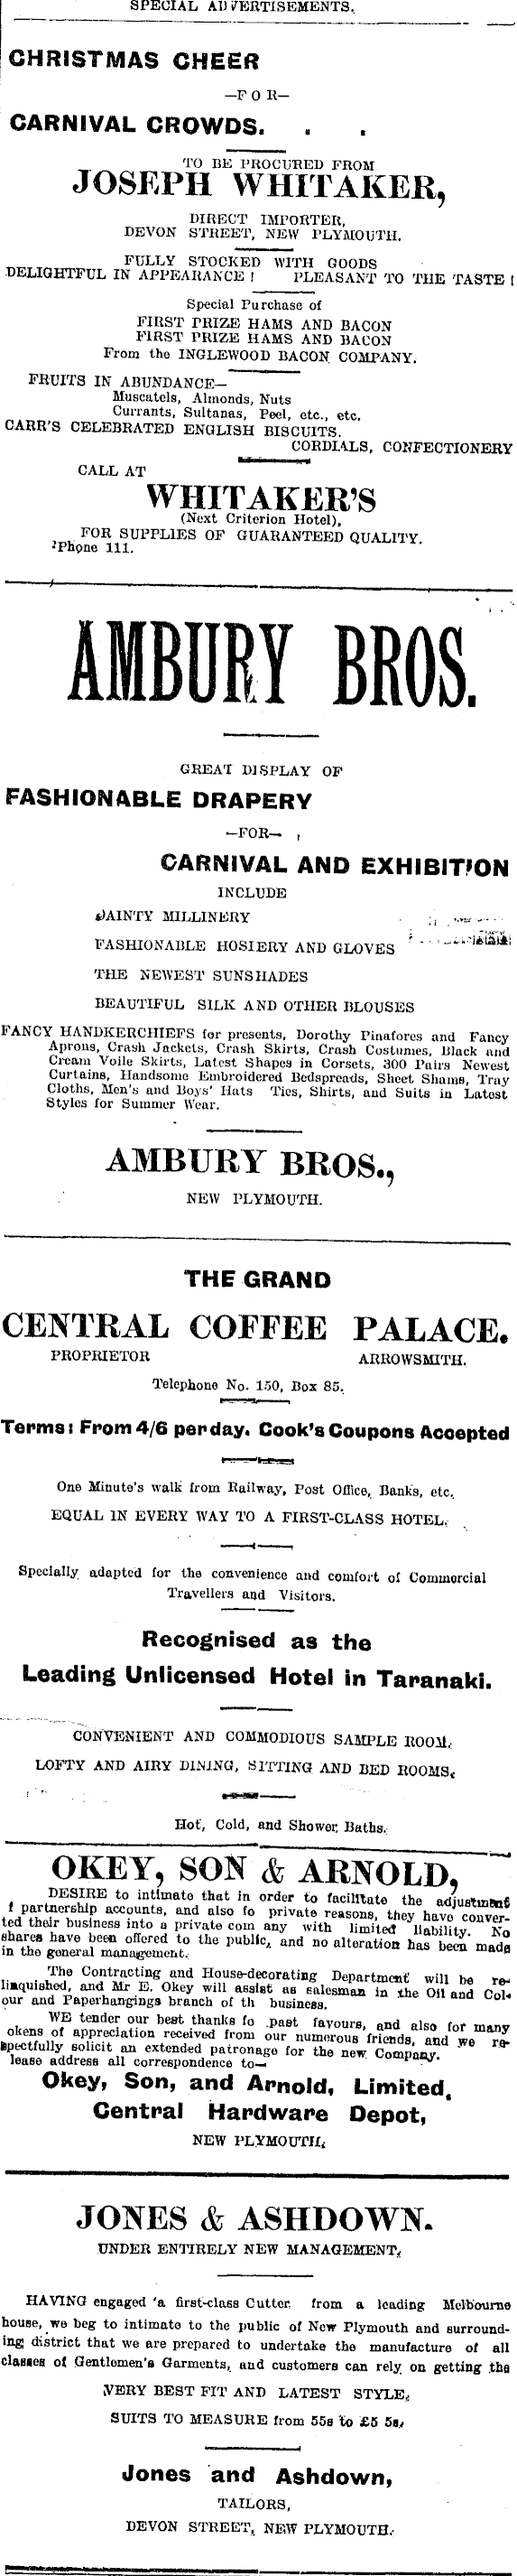 SPECIAL ADVERTISEMENTS.
CHRISTMAS CHEER
—FOR—
CARNIVAL CROWDS. . .
TO BE PROCURED FROM
JOSEPH WHITAKER,
DIRECT IMPORTER,
DEVON STREET, NEW PLYMOUTH.
FULLY STOCKED WITH GOODS
DELIGHTFUL IN APPEARANCE! PLEASANT TO THE TASTE!
Special Purchase of
FIRST PRIZE HAMS AND BACON
FIRST PRIZE HAMS AND BACON
From the INGLEWOOD BACON COMPANY.
FRUITS IN ABUNDANCE—
Muscatels, Almonds, Nuts
Currants, Sultanas, Peel, etc., etc.
CARR'S CELEBRATED ENGLISH BISCUITS.
CORDIALS, CONFECTIONERY
CALL AT
WHITAKER'S
(Next Criterion Hotel),
FOR SUPPLIES OF GUARANTEED QUALITY.
'Phone 111.
AMBURY BROS.
GREAT DISPLAY OF
FASHIONABLE DRAPERY
—FOR—
CARNIVAL AND EXHIBITION
INCLUDE
DAINTY MILLINERY
FASHIONABLE HOSIERY AND GLOVES
THE NEWEST SUNSHADES
BEAUTIFUL SILK AND OTHER BLOUSES
FANCY HANDKERCHIEFS for presents, Dorothy Pinafores and Fancy
Aprons, Crash Jackets, Crash Skirts, Crash Costumes, Black and
Cream Voile Skirts, Latest Shapes in Corsets, 300 Pairs Newest
Curtains, Handsome Embroidered Bedspreads, Sheet Shams, Tray
Cloths, Men's and Boys' Hats Ties, Shirts, and Suits in Latest
Styles for Summer Wear.
AMBURY BROS.,
NEW PLYMOUTH.
THE GRAND
CENTRAL COFFEE PALACE.
PROPRIETOR ARROWSMITH.
Telephone No. 150, Box 85.
Terms: From 4/6 per day. Cook's Coupons Accepted
One Minute's walk from Railway, Post Office, Banks, etc.
EQUAL IN EVERY WAY TO A FIRST-CLASS HOTEL.
Specially adapted for the convenience and comfort of Commercial
Travellers and Visitors.
Recognised as the
Leading Unlicensed Hotel in Taranaki.
CONVENIENT AND COMMODIOUS SAMPLE ROOM.
LOFTY AND AIRY DINING, SITTING AND BED ROOMS.
Hot, Cold, and Shower Baths.
OKEY, SON & ARNOLD,
DESIRE to intimate that in order to facilitate the adjustment
f partnership accounts, and also fo private reasons, they have conver-
ted their business into a private com any with limited liability. No
shares have been offered to the public, and no alteration has been made
in the general management.
The Contracting and House-decorating Department will be re-
linquished, and Mr E. Okey will assist as salesman in the Oil and Col-
our and Paperhangings branch of th business.
WE tender our best thanks fo past favours, and also for many
okens of appreciation received from our numerous friends, and we re-
spectfully solicit an extended patronage for the new Company.
lease address all correspondence to—
Okey, Son, and Arnold, Limited,
Central Hardware Depot,
NEW PLYMOUTH.
JONES & ASHDOWN.
UNDER ENTIRELY NEW MANAGEMENT.
HAVING engaged a first-class Cutter from a leading Melbourne
house, we beg to intimate to the public of New Plymouth and surround-
ing district that we are prepared to undertake the manufacture of all
classes of Gentlemen's Garments, and customers can rely on getting the
VERY BEST FIT AND LATEST STYLE.
SUITS TO MEASURE from 55s to £5 5s.
Jones and Ashdown,
TAILORS,
DEVON STREET, NEW PLYMOUTH.